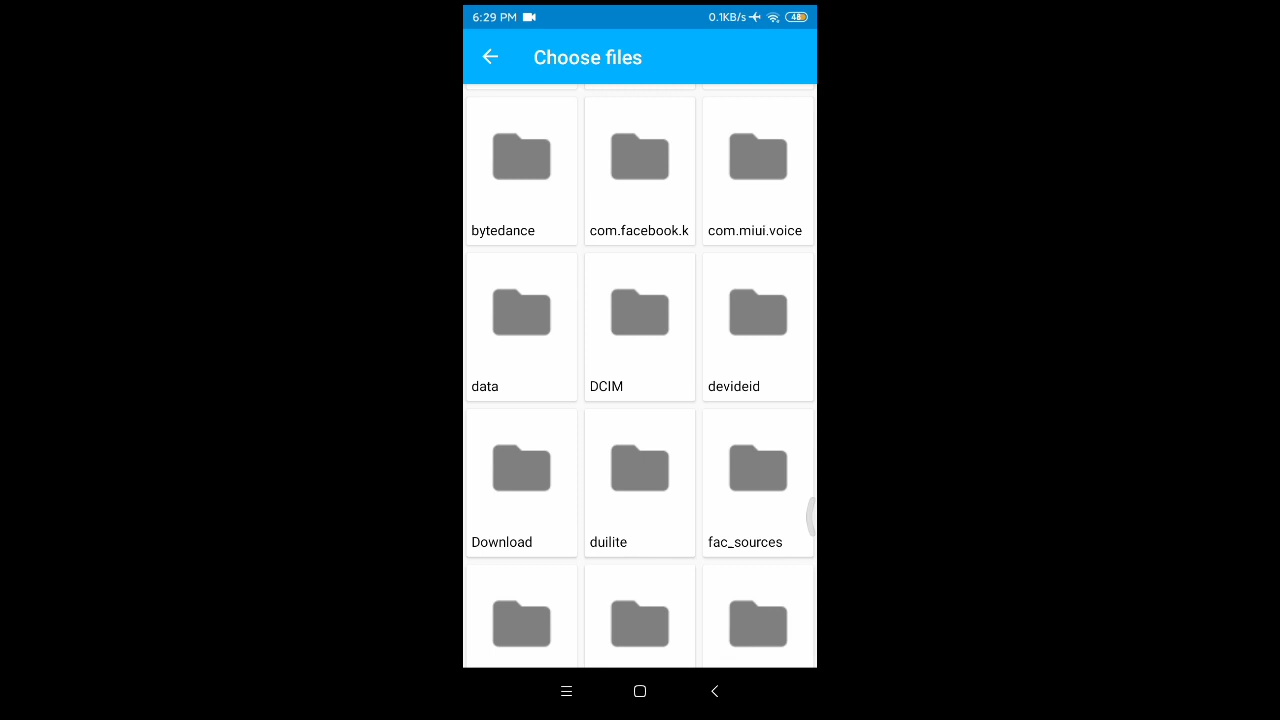 6:29 PM
0.1KB/s
48
Choose files
bytedance
com.facebook.k
com.miui.voice
data
DCIM
devideid
Download
duilite
fac_sources